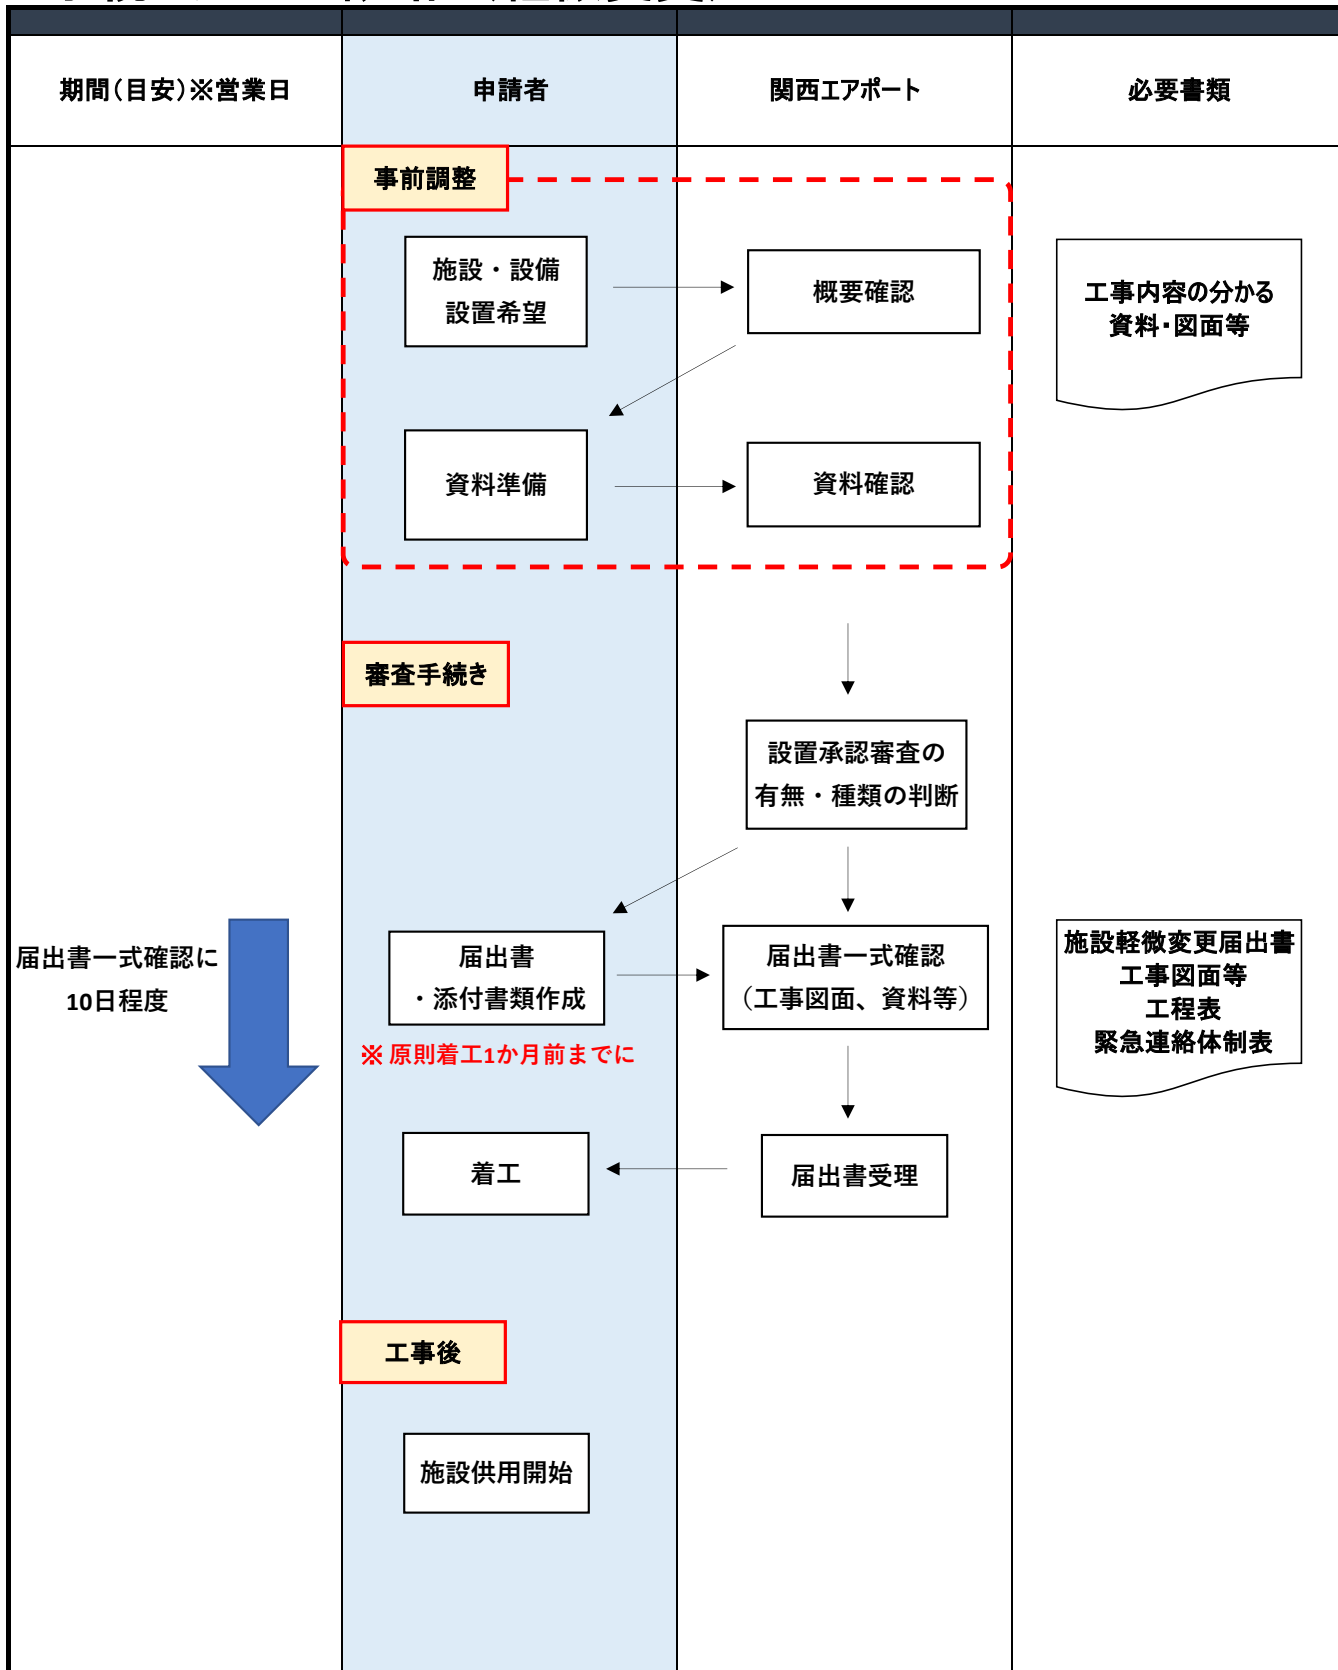 期間(目安)※営業日
申請者
関西エアポート
必要書類
事前調整
施設・設備
設置希望
概要確認
工事内容の分かる
資料・図面等
資料準備
資料確認
審査手続き
設置承認審査の
有無・種類の判断
届出書一式確認に
10日程度
届出書
・添付書類作成
※ 原則着工1か月前までに
届出書一式確認
（工事図面、資料等）
施設軽微変更届出書
工事図面等
工程表
緊急連絡体制表
着工
届出書受理
工事後
施設供用開始